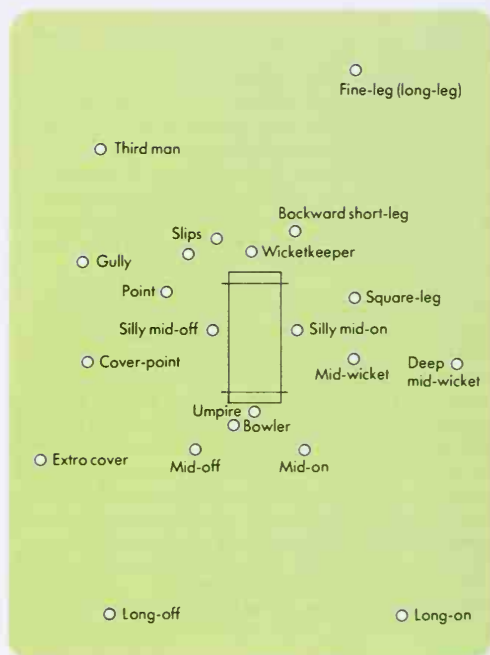 Fine-leg (long-leg)
Third man
Bockward short-leg
Slips
Wicketkeeper
Gully
Point
Square-leg
Silly mid-off
Silly mid-on
Cover-point
Mid-wicket
Deep
mid-wicket
Umpire
Bowler
Extro cover
Mid-off
Mid-on
Long-off
Long-on